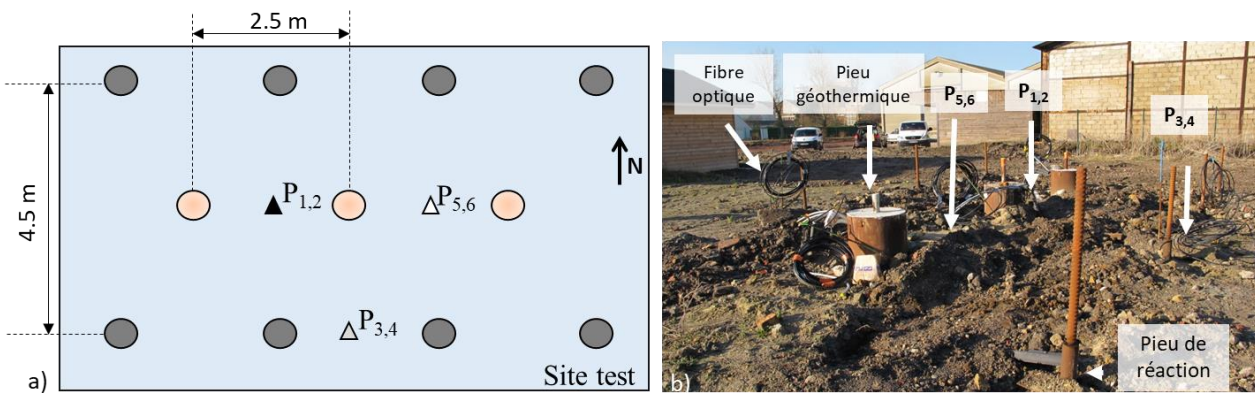 2.5 m
4.5 m
N
P1,2
P5,6
P3,4
Site test
a)
Fibre
optique
Pieu
géothermique
P5,6
P1,2
P3,4
Pieu de
réaction
b)